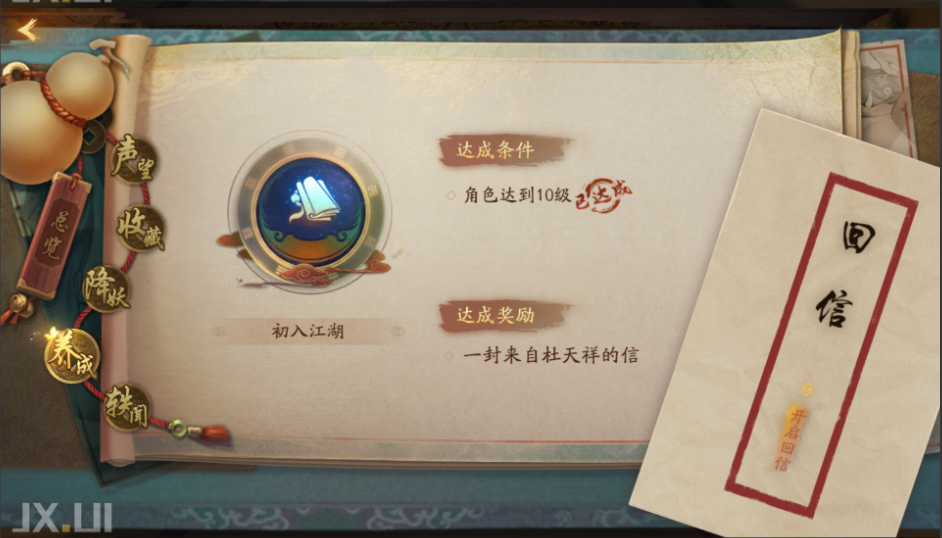 声望
收藏
总览
降妖
养成
轶闻
初入江湖
达成条件
角色达到10级
已达成
达成奖励
一封来自杜天祥的信
回信
开启回信
JX.UI
JX.UI